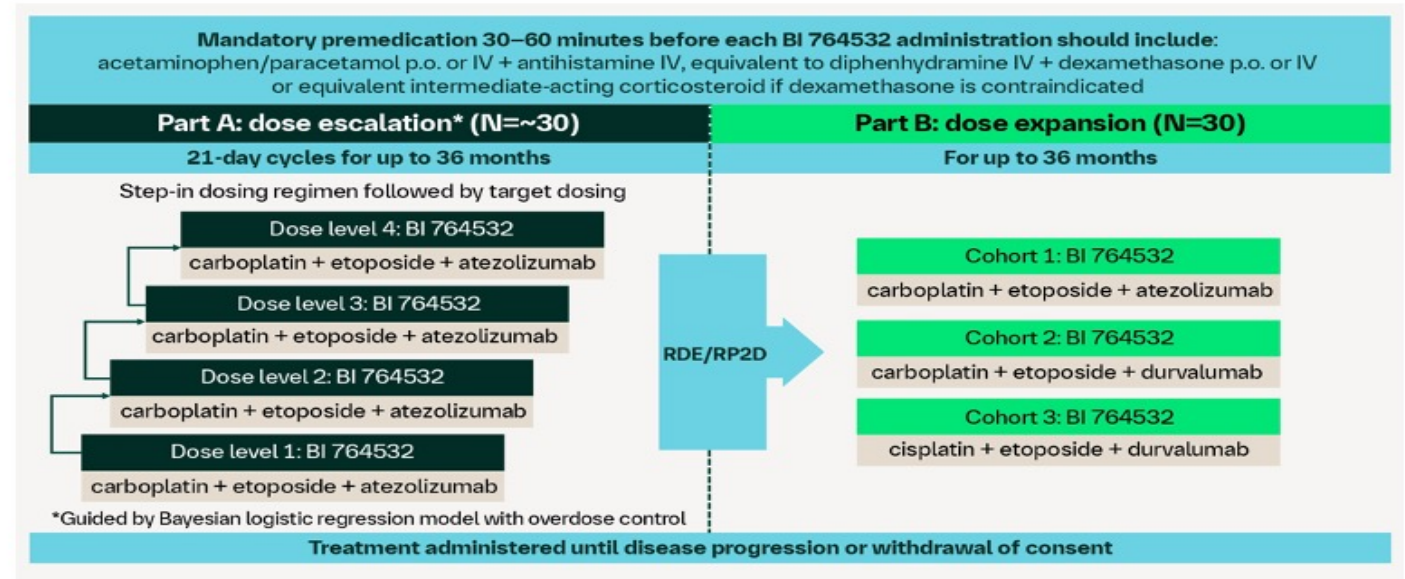 Mandatory premedication 30–60 minutes before each BI 764532 administration should include:
acetaminophen/paracetamol p.o. or IV + antihistamine IV, equivalent to diphenhydramine IV + dexamethasone p.o. or IV
or equivalent intermediate-acting corticosteroid if dexamethasone is contraindicated
Part A: dose escalation* (N=~30)
21-day cycles for up to 36 months
Step-in dosing regimen followed by target dosing
Dose level 4: BI 764532
carboplatin + etoposide + atezolizumab
Dose level 3: BI 764532
carboplatin + etoposide + atezolizumab
Dose level 2: BI 764532
carboplatin + etoposide + atezolizumab
Dose level 1: BI 764532
carboplatin + etoposide + atezolizumab
*Guided by Bayesian logistic regression model with overdose control
RDE/RP2D
Part B: dose expansion (N=30)
For up to 36 months
Cohort 1: BI 764532
carboplatin + etoposide + atezolizumab
Cohort 2: BI 764532
carboplatin + etoposide + durvalumab
Cohort 3: BI 764532
cisplatin + etoposide + durvalumab
Treatment administered until disease progression or withdrawal of consent